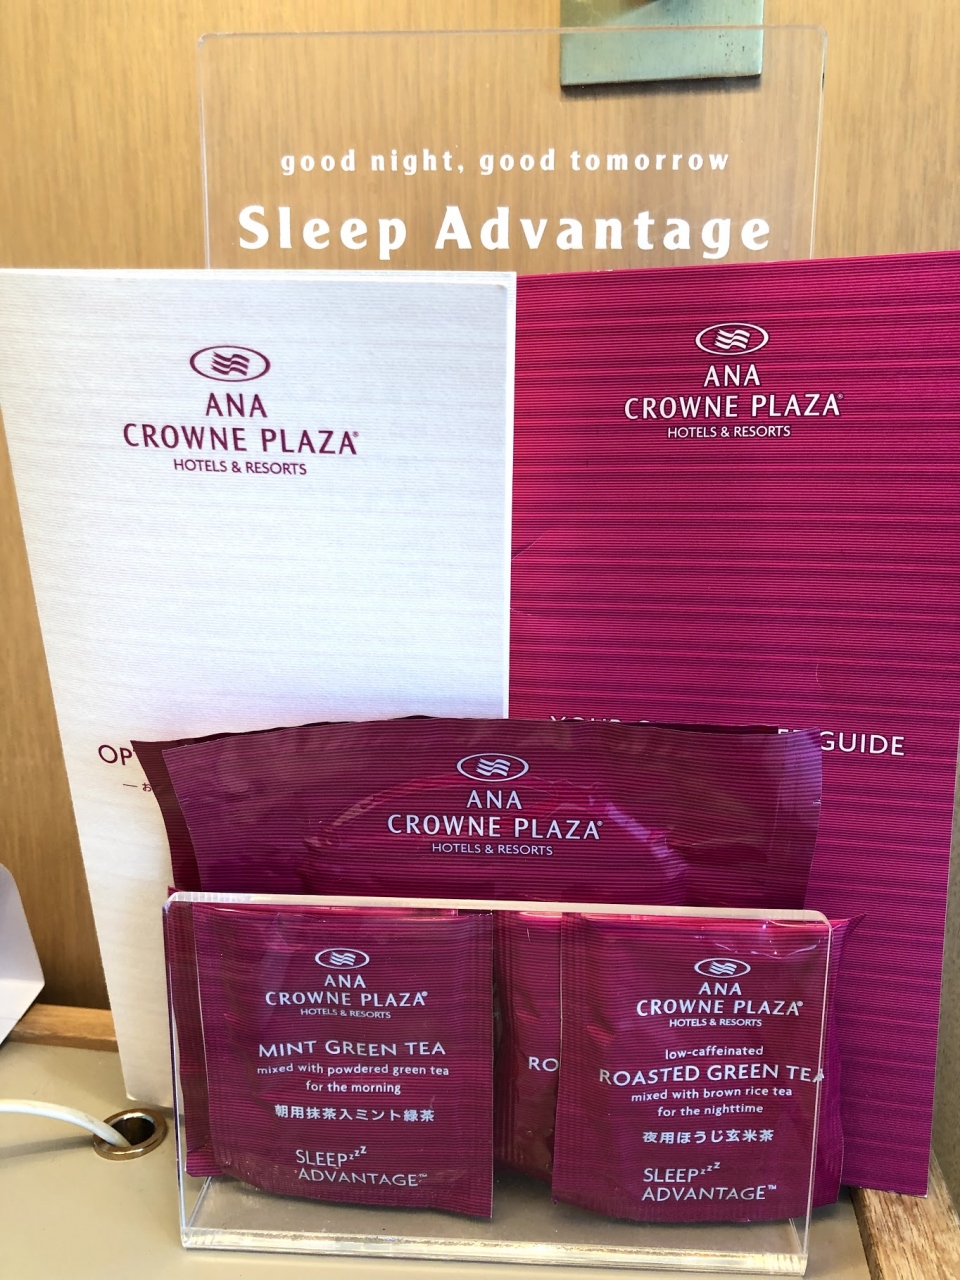 good night, good tomorrow
Sleep Advantage
ANA
CROWNE PLAZA®
HOTELS & RESORTS
ANA
CROWNE PLAZA®
HOTELS & RESORTS
GUIDE
ANA
CROWNE PLAZA®
HOTELS & RESORTS
ANA
CROWNE PLAZA®
HOTELS & RESORTS
MINT GREEN TEA
mixed with powdered green tea
for the morning
朝用抹茶入ミント緑茶
SLEEPzzz
ADVANTAGE™
ANA
CROWNE PLAZA®
HOTELS & RESORTS
low-caffeinated
ROASTED GREEN TEA
mixed with brown rice tea
for the nighttime
夜用ほうじ玄米茶
SLEEPzzz
ADVANTAGE™